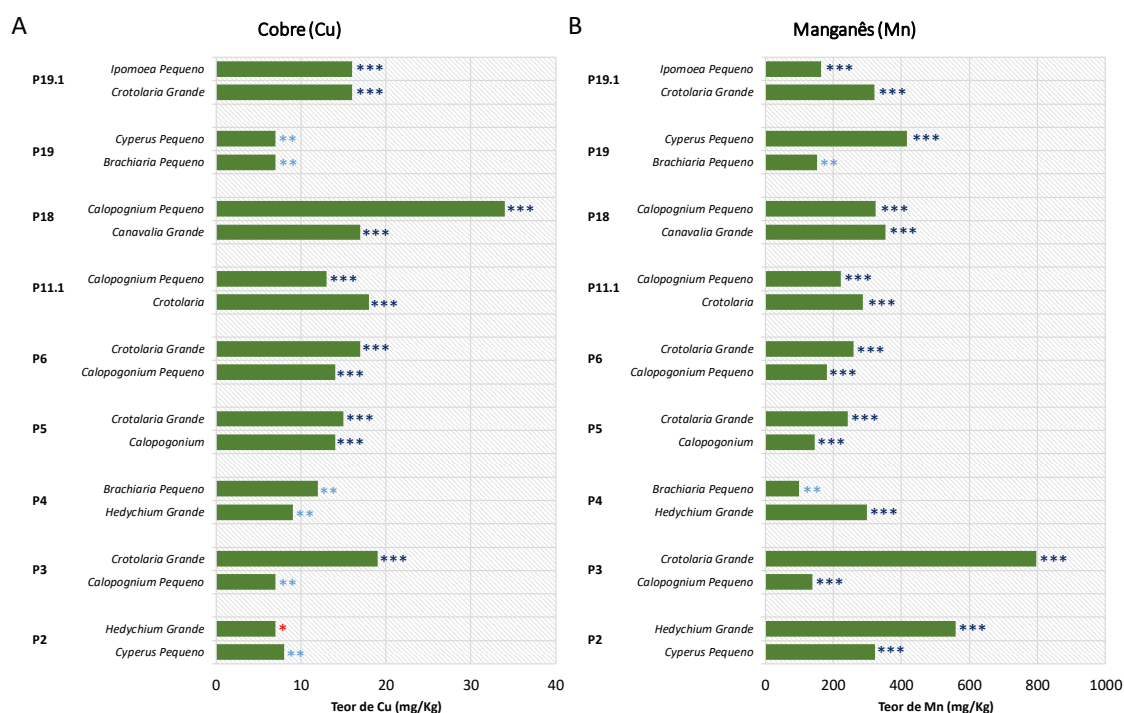 A
Cobre (Cu)
P19.1
Ipomoea Pequeno
***
Crotolaria Grande
***
P19
Cyperus Pequeno
**
Brachiaria Pequeno
**
P18
Calopognium Pequeno
***
Canavalia Grande
***
P11.1
Calopognium Pequeno
***
Crotolaria
***
P6
Crotolaria Grande
***
Calopogonium Pequeno
***
P5
Crotalaria Grande
***
Calopogonium
***
P4
Brachiaria Pequeno
**
Hedychium Grande
**
P3
Crotolaria Grande
***
Calopognium Pequeno
**
P2
Hedychium Grande
*
Cyperus Pequeno
**
0 10 20 30 40
Teor de Cu (mg/Kg)
B
Manganês (Mn)
P19.1
Ipomoea Pequeno
***
Crotolaria Grande
***
P19
Cyperus Pequeno
***
Brachiaria Pequeno
**
P18
Calopognium Pequeno
***
Canavalia Grande
***
P11.1
Calopognium Pequeno
***
Crotolaria
***
P6
Crotolaria Grande
***
Calopogonium Pequeno
***
P5
Crotalaria Grande
***
Calopogonium
***
P4
Brachiaria Pequeno
**
Hedychium Grande
***
P3
Crotolaria Grande
***
Calopognium Pequeno
***
P2
Hedychium Grande
***
Cyperus Pequeno
***
0 200 400 600 800 1000
Teor de Mn (mg/Kg)